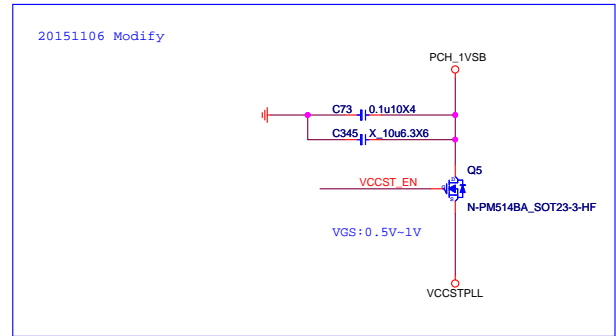 20151106 Modify
PCH_1VSB
C73 0.1u10X4
C345 X_10u6.3X6
Q5
VCCST_EN
N-PM514BA_SOT23-3-HF
VGS:0.5V~1V
VCCSTPLL